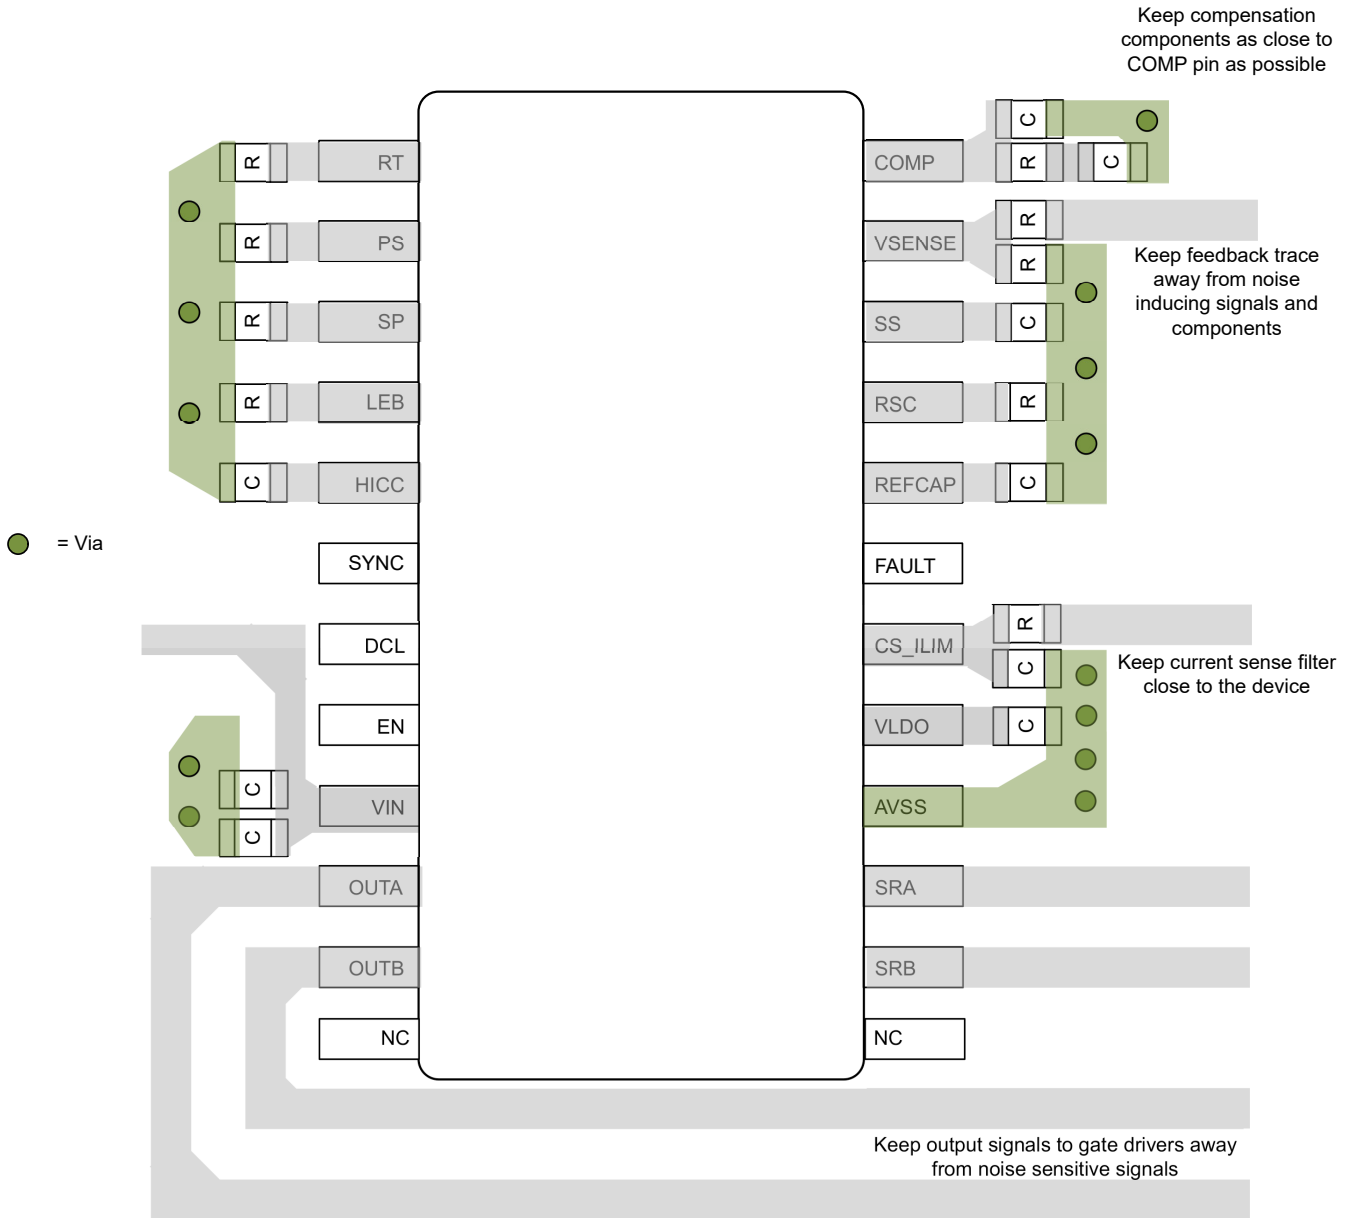 Keep compensation
components as close to
COMP pin as possible
C
R RT
COMP R C
R
R PS
VSENSE
R
Keep feedback trace
away from noise
inducing signals and
components
R SP
SS C
R LEB
RSC R
C HICC
REFCAP C
= Via
SYNC
FAULT
R
DCL
CS_ILIM
C
Keep current sense filter
close to the device
EN
VLDO C
C
VIN
AVSS
C
OUTA
SRA
OUTB
SRB
NC
NC
Keep output signals to gate drivers away
from noise sensitive signals